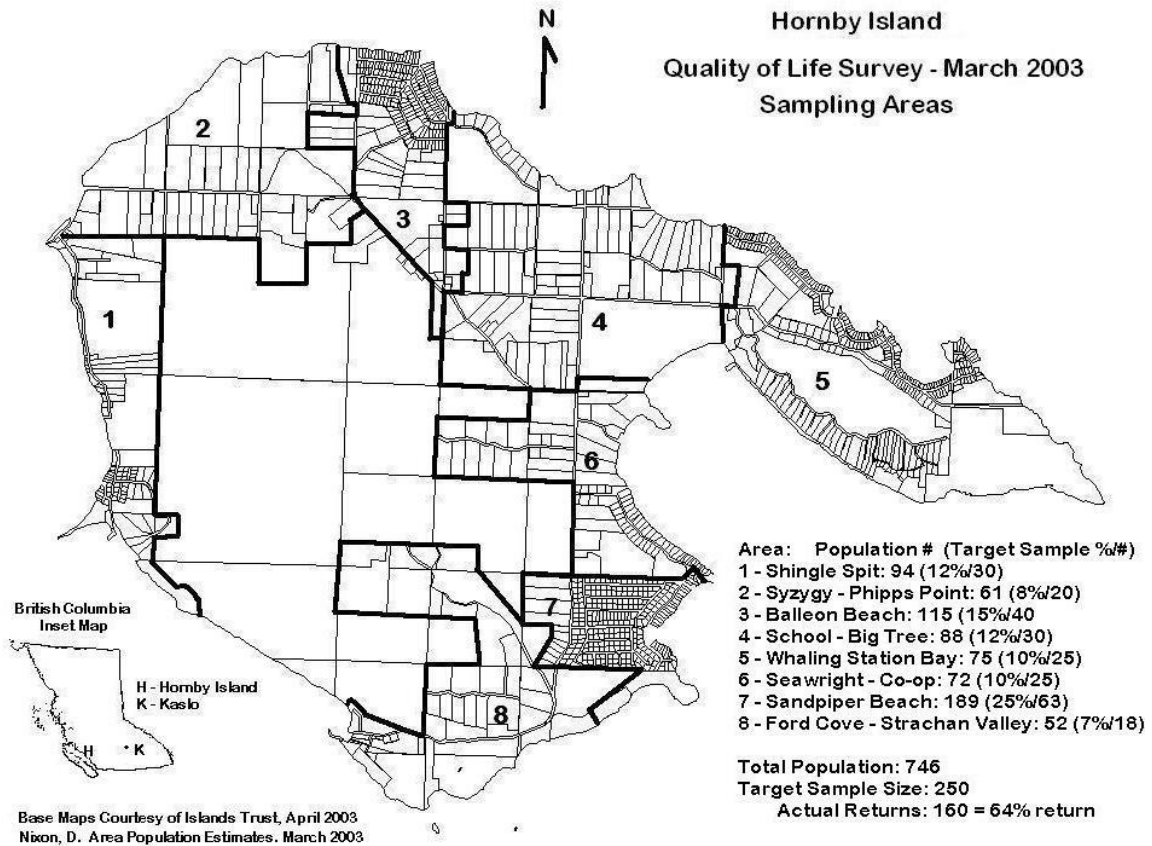 Hornby Island
Quality of Life Survey - March 2003
Sampling Areas
N
2
3
1
4
5
6
7
8
Area: Population # (Target Sample %/#)
1 - Shingle Spit: 94 (12%/30)
2 - Syzygy - Phipps Point: 61 (8%/20)
3 - Balleon Beach: 115 (15%/40
4 - School - Big Tree: 88 (12%/30)
5 - Whaling Station Bay: 75 (10%/25)
6 - Seawright - Co-op: 72 (10%/25)
7 - Sandpiper Beach: 189 (25%/63)
8 - Ford Cove - Strachan Valley: 52 (7%/18)
Total Population: 746
Target Sample Size: 250
Actual Returns: 160 = 64% return
British Columbia
Inset Map
H - Hornby Island
K - Kaslo
H
K
Base Maps Courtesy of Islands Trust, April 2003
Nixon, D. Area Population Estimates. March 2003